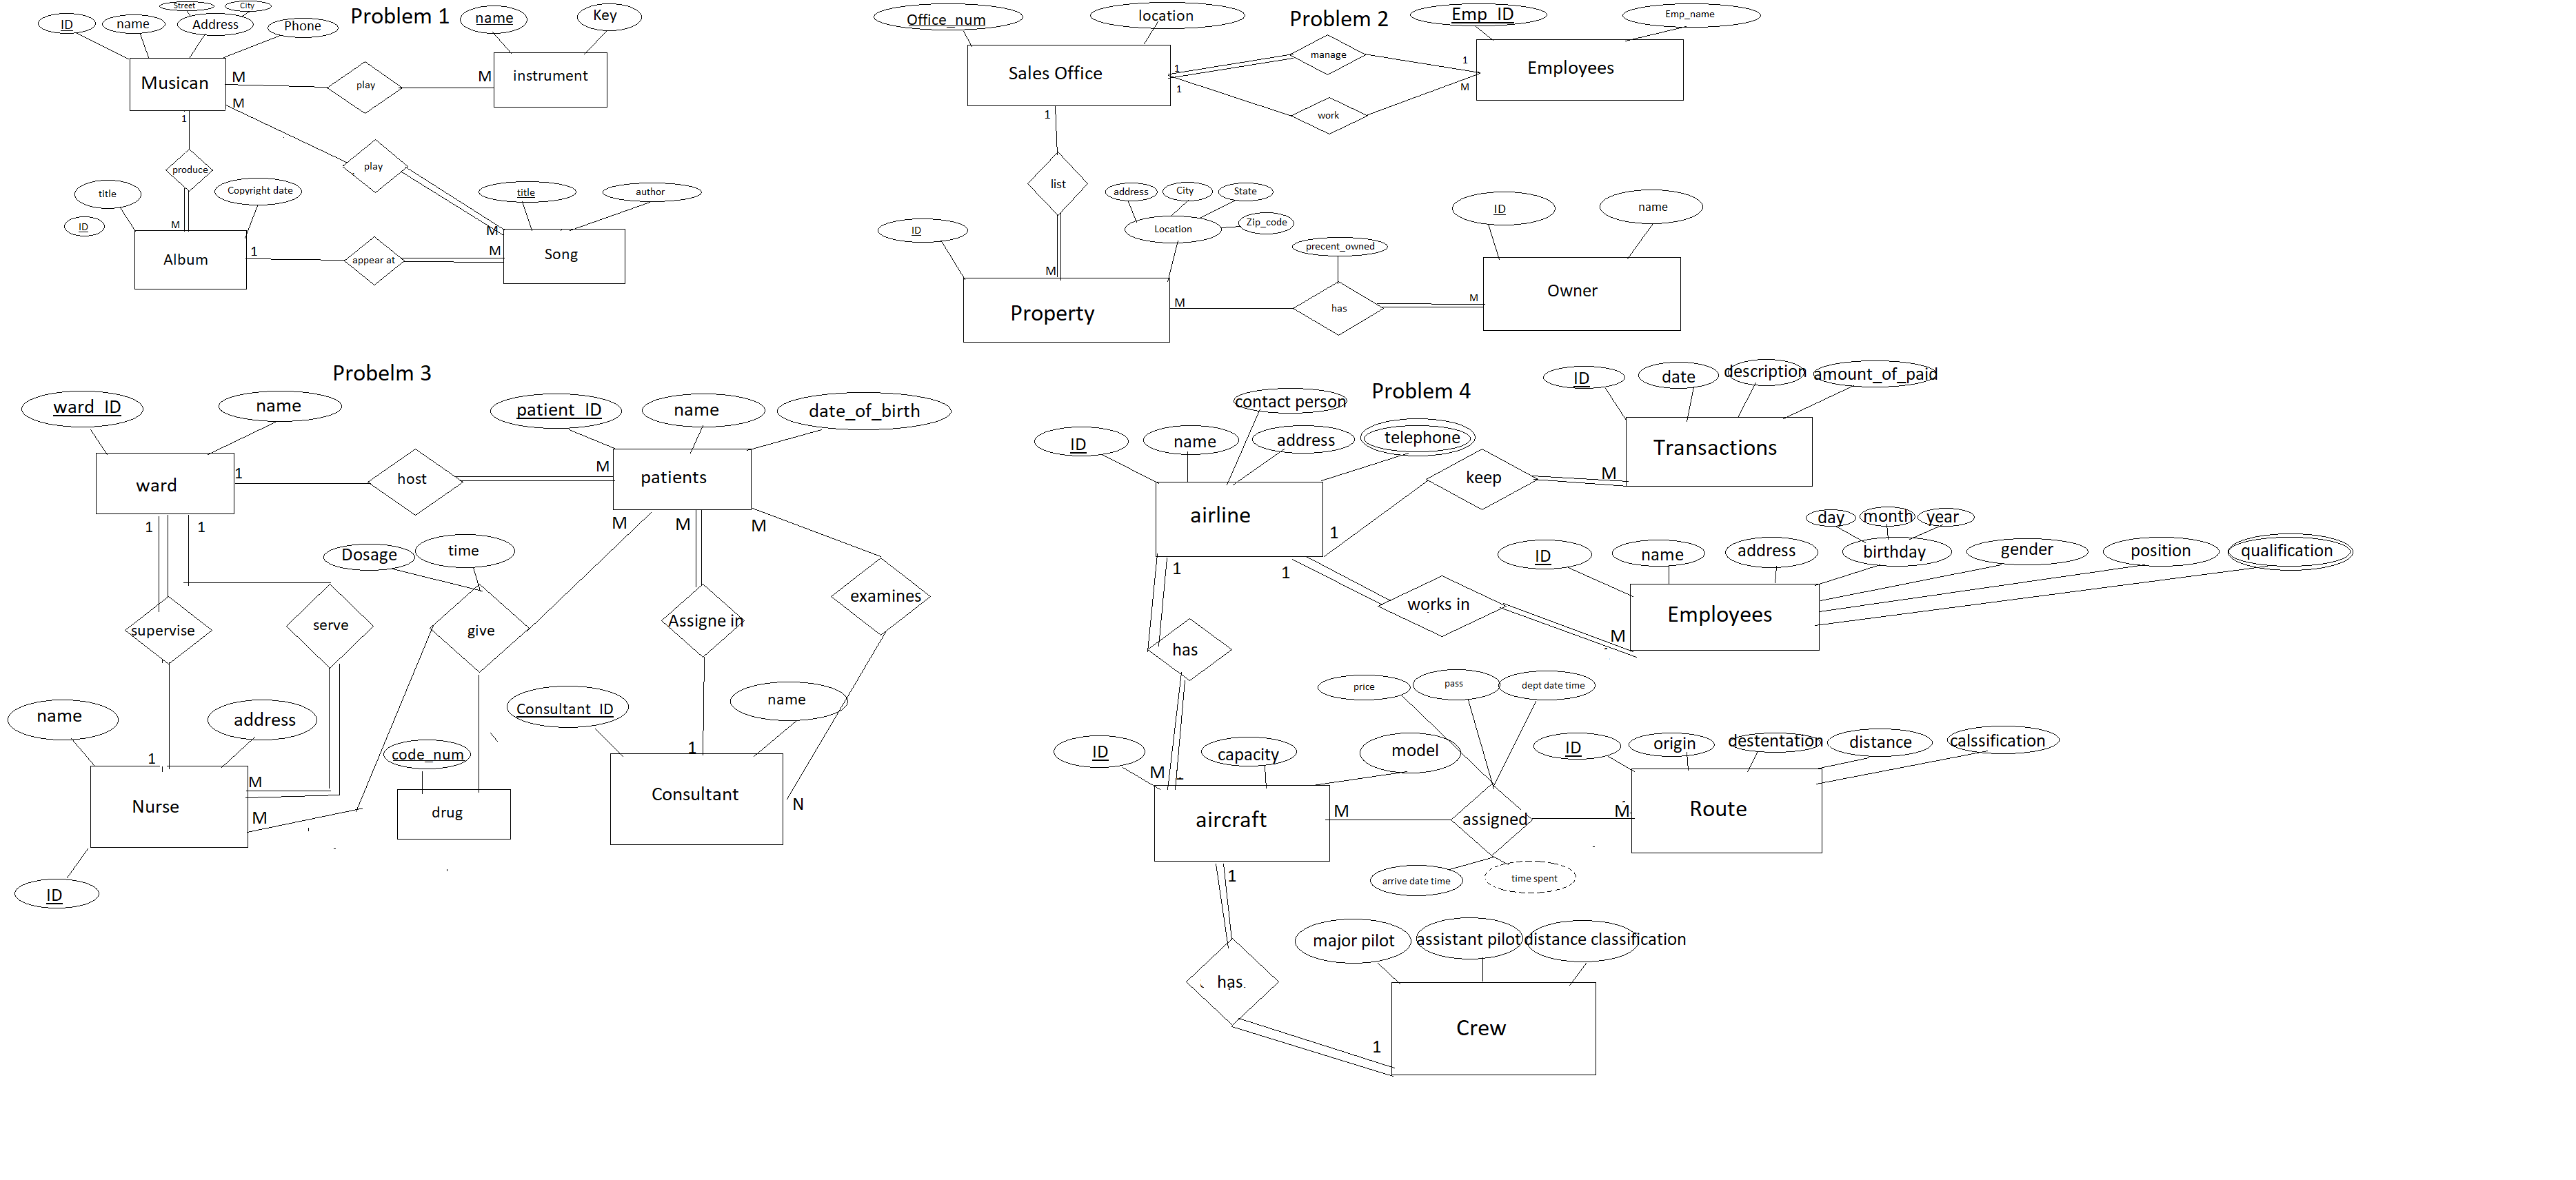 Problem 1
Street
City
ID
name
Address
Phone
name
Key
Musican
M
play
M
instrument
M
1
produce
play
title
Copyright date
title
author
ID
M
M
Album
1
appear at
M
Song
Problem 2
Office_num
location
Emp_ID
Emp_name
Sales Office
1
manage
1
Employees
1
work
M
1
list
address
City
State
ID
Location
Zip_code
M
precent_owned
ID
name
Property
M
has
M
Owner
Probelm 3
ward_ID
name
patient_ID
name
date_of_birth
ward
1
host
M
patients
1
1
M
M
M
Dosage
time
supervise
serve
give
Assigne in
examines
name
address
Consultant_ID
name
code_num
1
1
M
Nurse
M
drug
Consultant
N
ID
Problem 4
contact person
ID
name
address
telephone
ID
date
description
amount_of_paid
airline
keep
M
Transactions
1
1
1
day
month
year
ID
name
address
birthday
gender
position
qualification
works in
Employees
M
has
price
pass
dept date time
ID
capacity
model
ID
origin
destentation
distance
calssification
M
aircraft
M
assigned
M
Route
arrive date time
time spent
1
major pilot
assistant pilot
distance classification
has
1
Crew